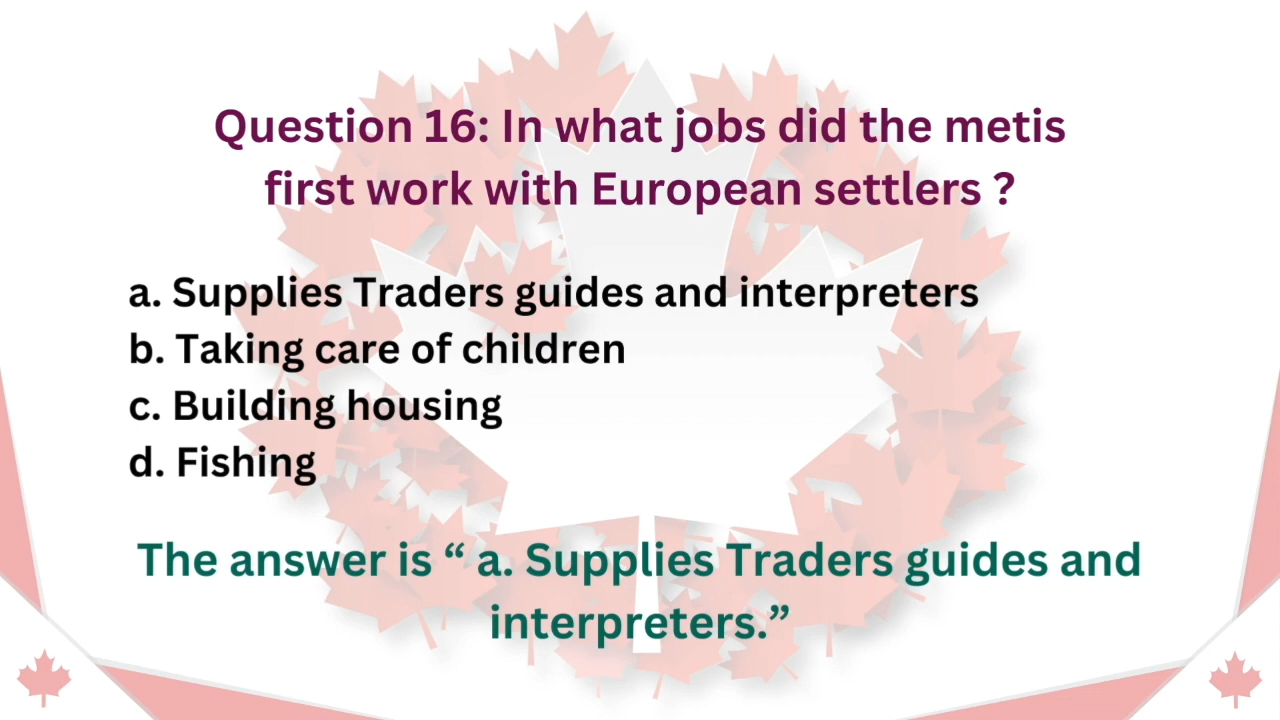 Question 16: In what jobs did the metis
first work with European settlers ?
a. Supplies Traders guides and interpreters
b. Taking care of children
c. Building housing
d. Fishing
The answer is “ a. Supplies Traders guides and
interpreters.”